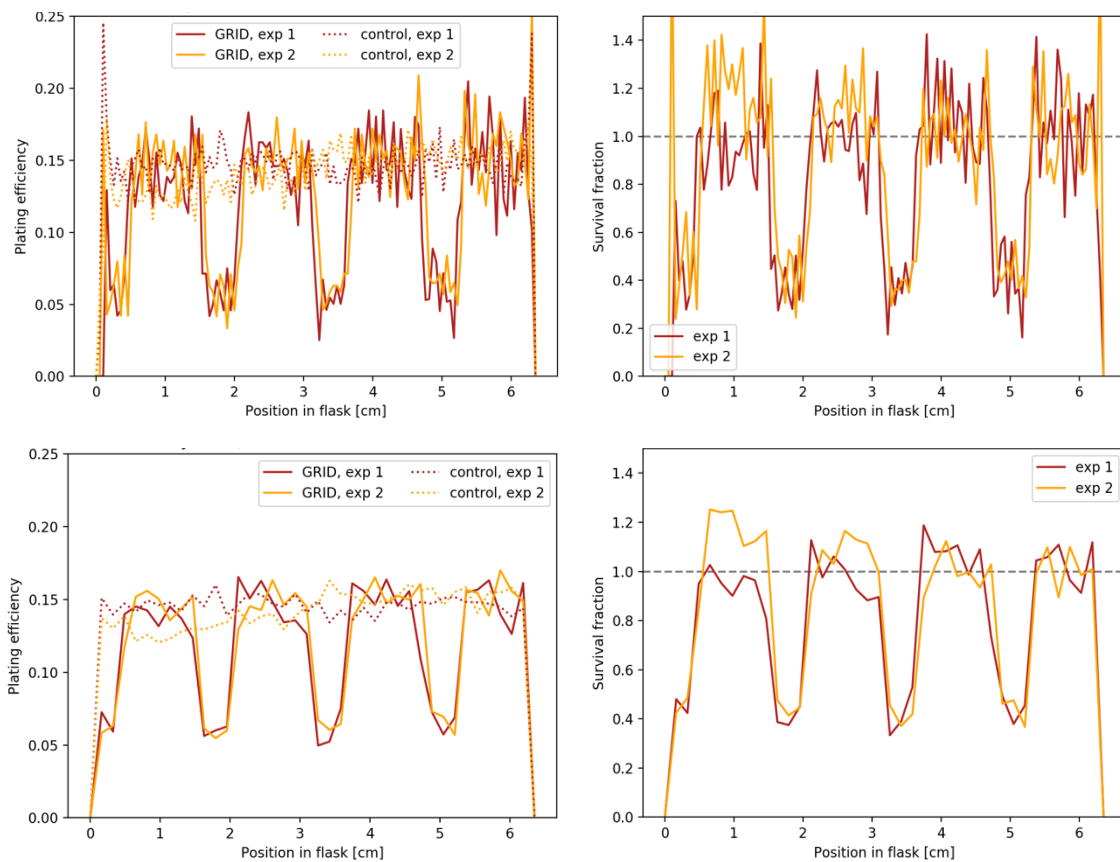 0.25
0.20
0.15
0.10
0.05
0.00
Plating efficiency
GRID, exp 1
GRID, exp 2
control, exp 1
control, exp 2
0 1 2 3 4 5 6
Position in flask [cm]
1.4
1.2
1.0
0.8
0.6
0.4
0.2
0.0
Survival fraction
exp 1
exp 2
0 1 2 3 4 5 6
Position in flask [cm]
0.25
0.20
0.15
0.10
0.05
0.00
Plating efficiency
GRID, exp 1
GRID, exp 2
control, exp 1
control, exp 2
0 1 2 3 4 5 6
Position in flask [cm]
1.4
1.2
1.0
0.8
0.6
0.4
0.2
0.0
Survival fraction
exp 1
exp 2
0 1 2 3 4 5 6
Position in flask [cm]